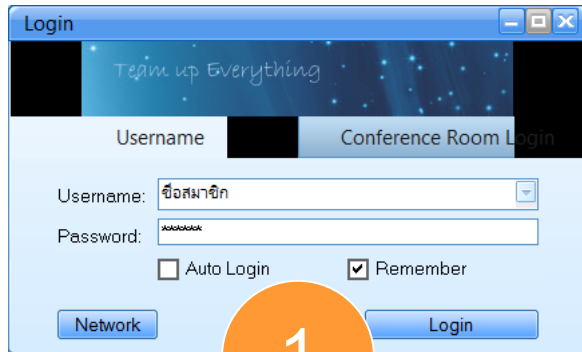 Login
Team up Everything
Username Conference Room Login
Username: ชื่อสมาชิก
Password: *******
Auto Login Remember
Network Login
1